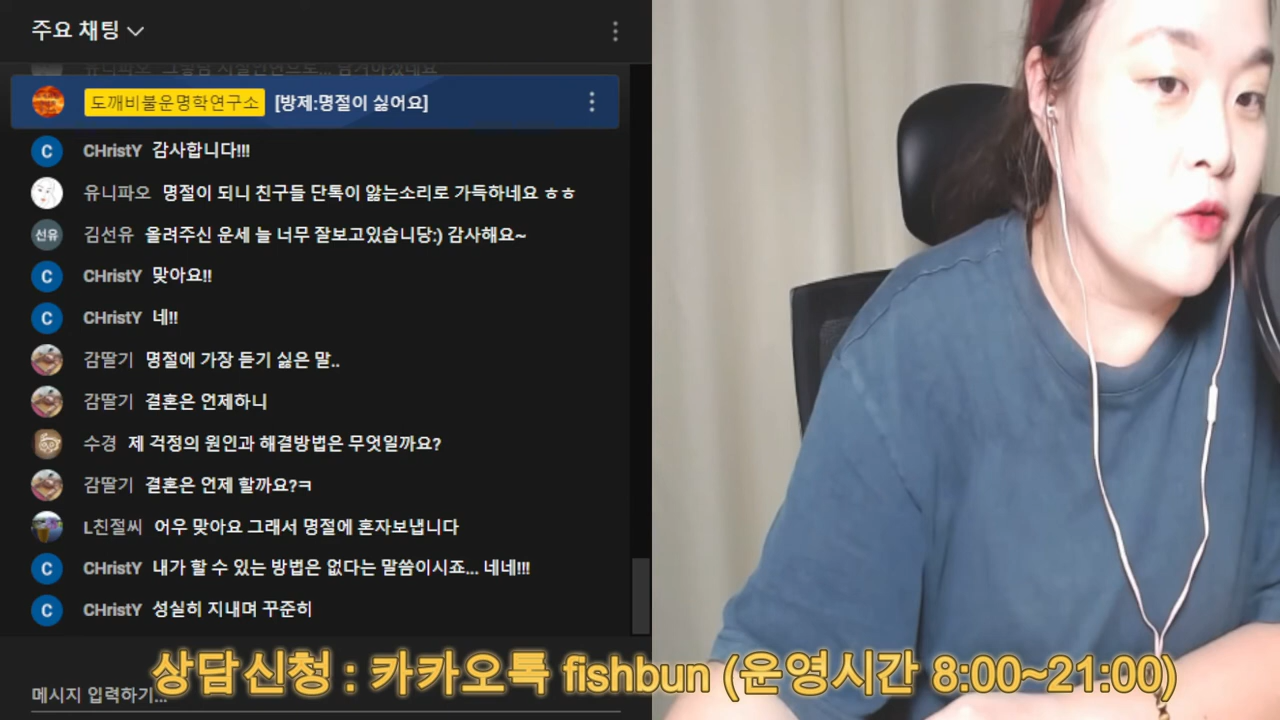 주요 채팅
도깨비불운명학연구소 [방제:명절이 싫어요]
C CHristY 감사합니다!!!
유니파오 명절이 되니 친구들 단톡이 앓는소리로 가득하네요 ㅎㅎ
선유 김선유 올려주신 운세 늘 너무 잘보고있습니당:) 감사해요~
C CHristY 맞아요!!
C CHristY 네!!
감딸기 명절에 가장 듣기 싫은 말..
감딸기 결혼은 언제하니
수경 제 걱정의 원인과 해결방법은 무엇일까요?
감딸기 결혼은 언제 할까요?ㅋ
L친절씨 어우 맞아요 그래서 명절에 혼자보냅니다
C CHristY 내가 할 수 있는 방법은 없다는 말씀이시죠... 네네!!!
C CHristY 성실히 지내며 꾸준히
상담신청 : 카카오톡 fishbun (운영시간 8:00~21:00)
메시지 입력하기...